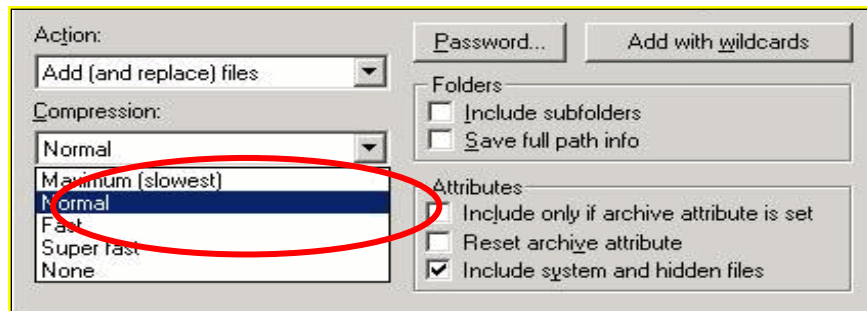 Action:
Add (and replace) files
Compression:
Normal
Maximum (slowest)
Normal
Fast
Super fast
None
Password...
Add with wildcards
Folders
Include subfolders
Save full path info
Attributes
Include only if archive attribute is set
Reset archive attribute
Include system and hidden files